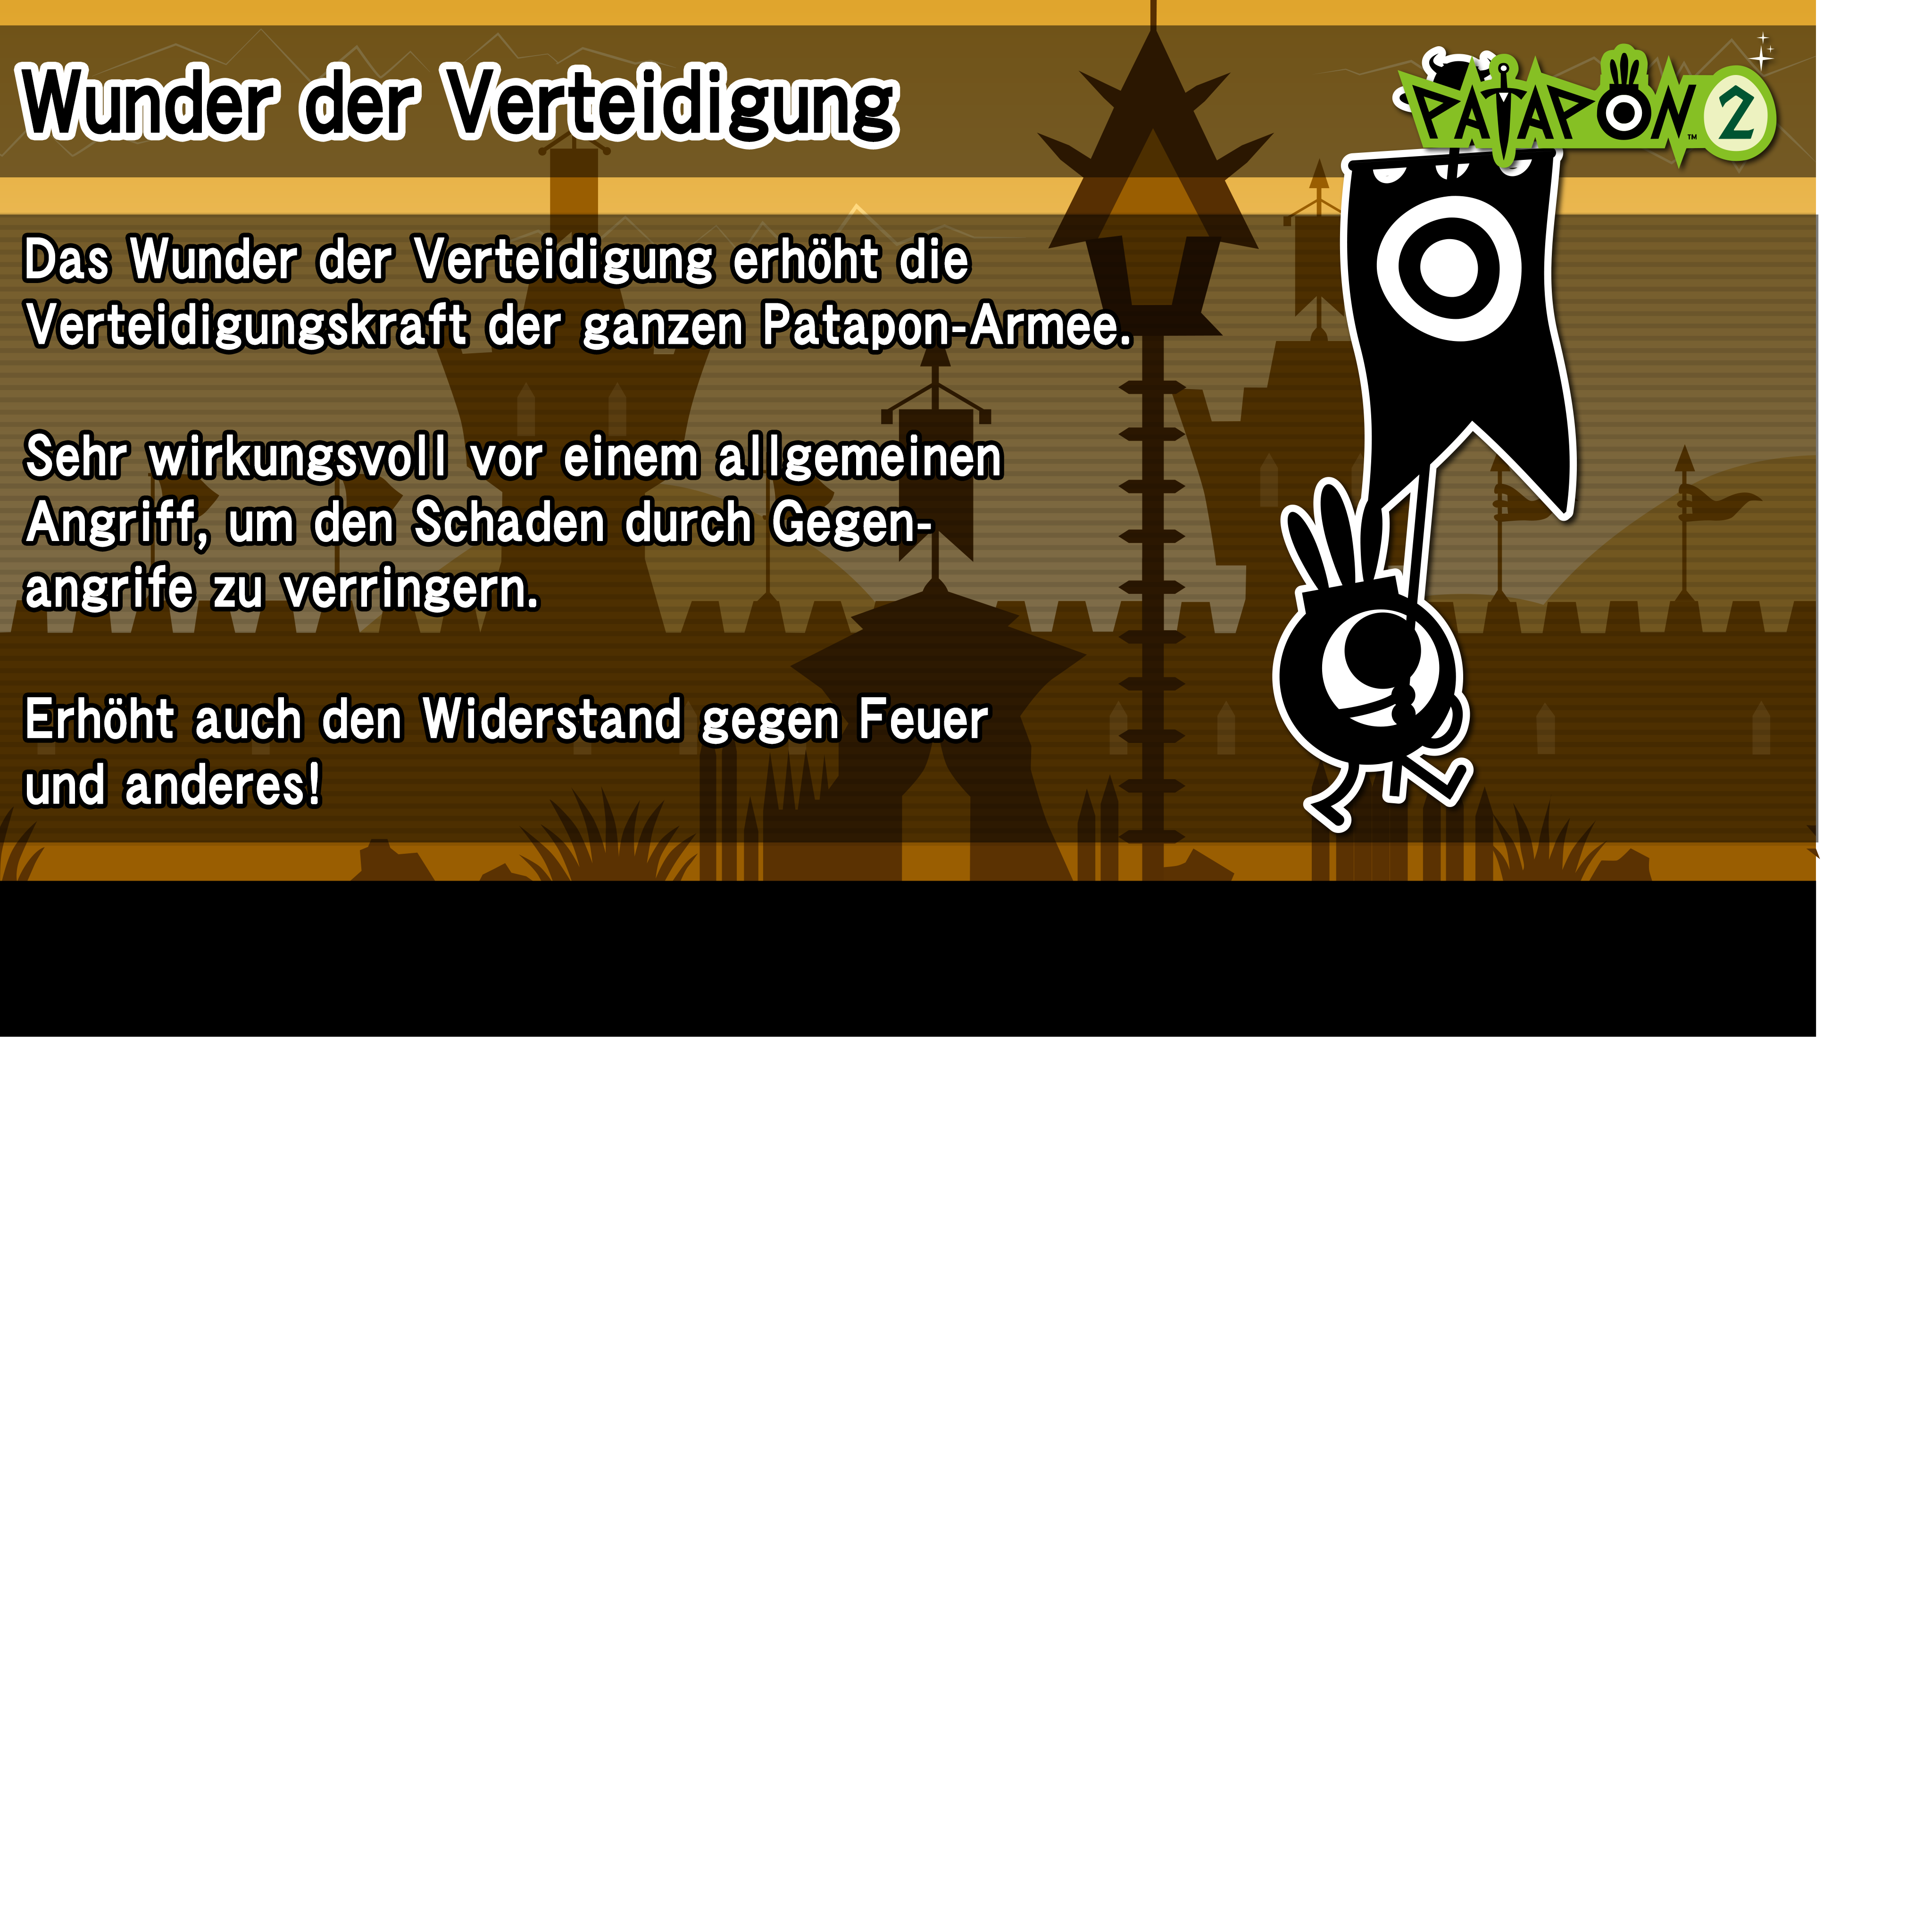 Wunder der Verteidigung
PATAPON 2
™
Das Wunder der Verteidigung erhöht die
Verteidigungskraft der ganzen Patapon-Armee.
Sehr wirkungsvoll vor einem allgemeinen
Angriff, um den Schaden durch Gegen-
angrife zu verringern.
Erhöht auch den Widerstand gegen Feuer
und anderes!